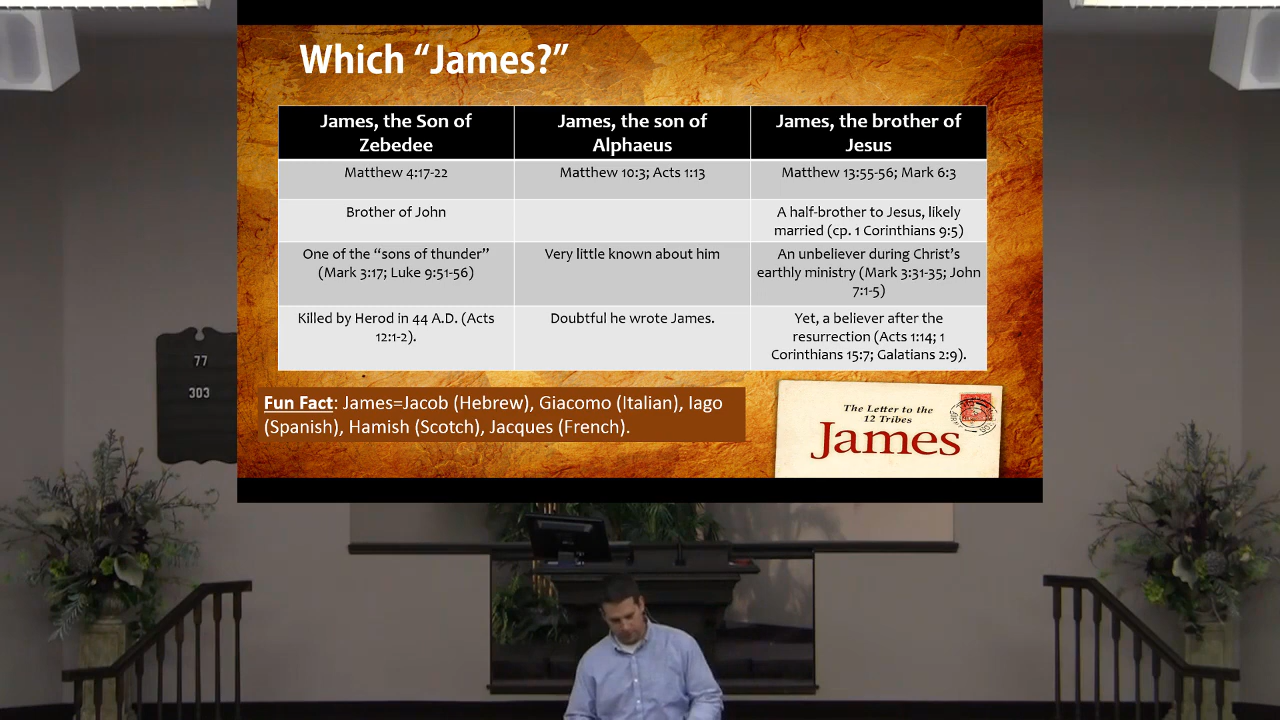 Which “James?”
James, the Son of
Zebedee
James, the son of
Alphaeus
James, the brother of
Jesus
Matthew 4:17-22
Matthew 10:3; Acts 1:13
Matthew 13:55-56; Mark 6:3
Brother of John
A half-brother to Jesus, likely
married (cp. 1 Corinthians 9:5)
One of the “sons of thunder”
(Mark 3:17; Luke 9:51-56)
Very little known about him
An unbeliever during Christ’s
earthly ministry (Mark 3:31-35; John
7:1-5)
Killed by Herod in 44 A.D. (Acts
12:1-2).
Doubtful he wrote James.
Yet, a believer after the
resurrection (Acts 1:14; 1
Corinthians 15:7; Galatians 2:9).
77
303
Fun Fact: James=Jacob (Hebrew), Giacomo (Italian), Iago
(Spanish), Hamish (Scotch), Jacques (French).
The Letter to the
12 Tribes
James